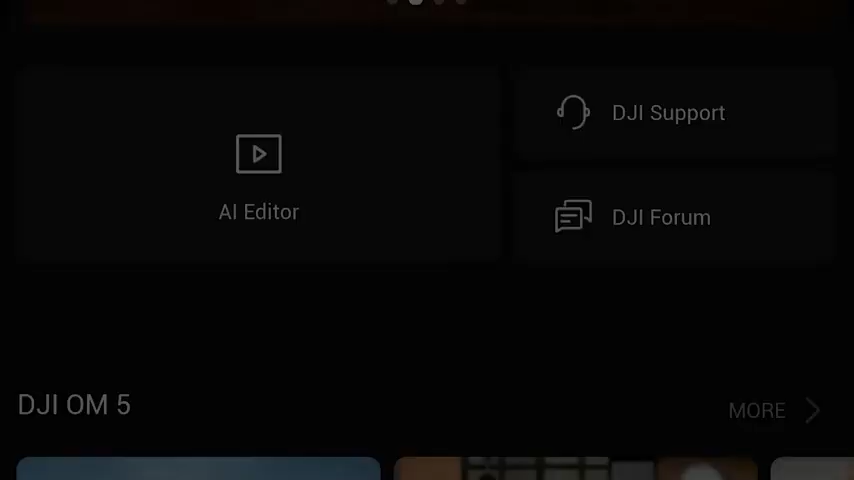 AI Editor
DJI Support
DJI Forum
DJI OM 5
MORE